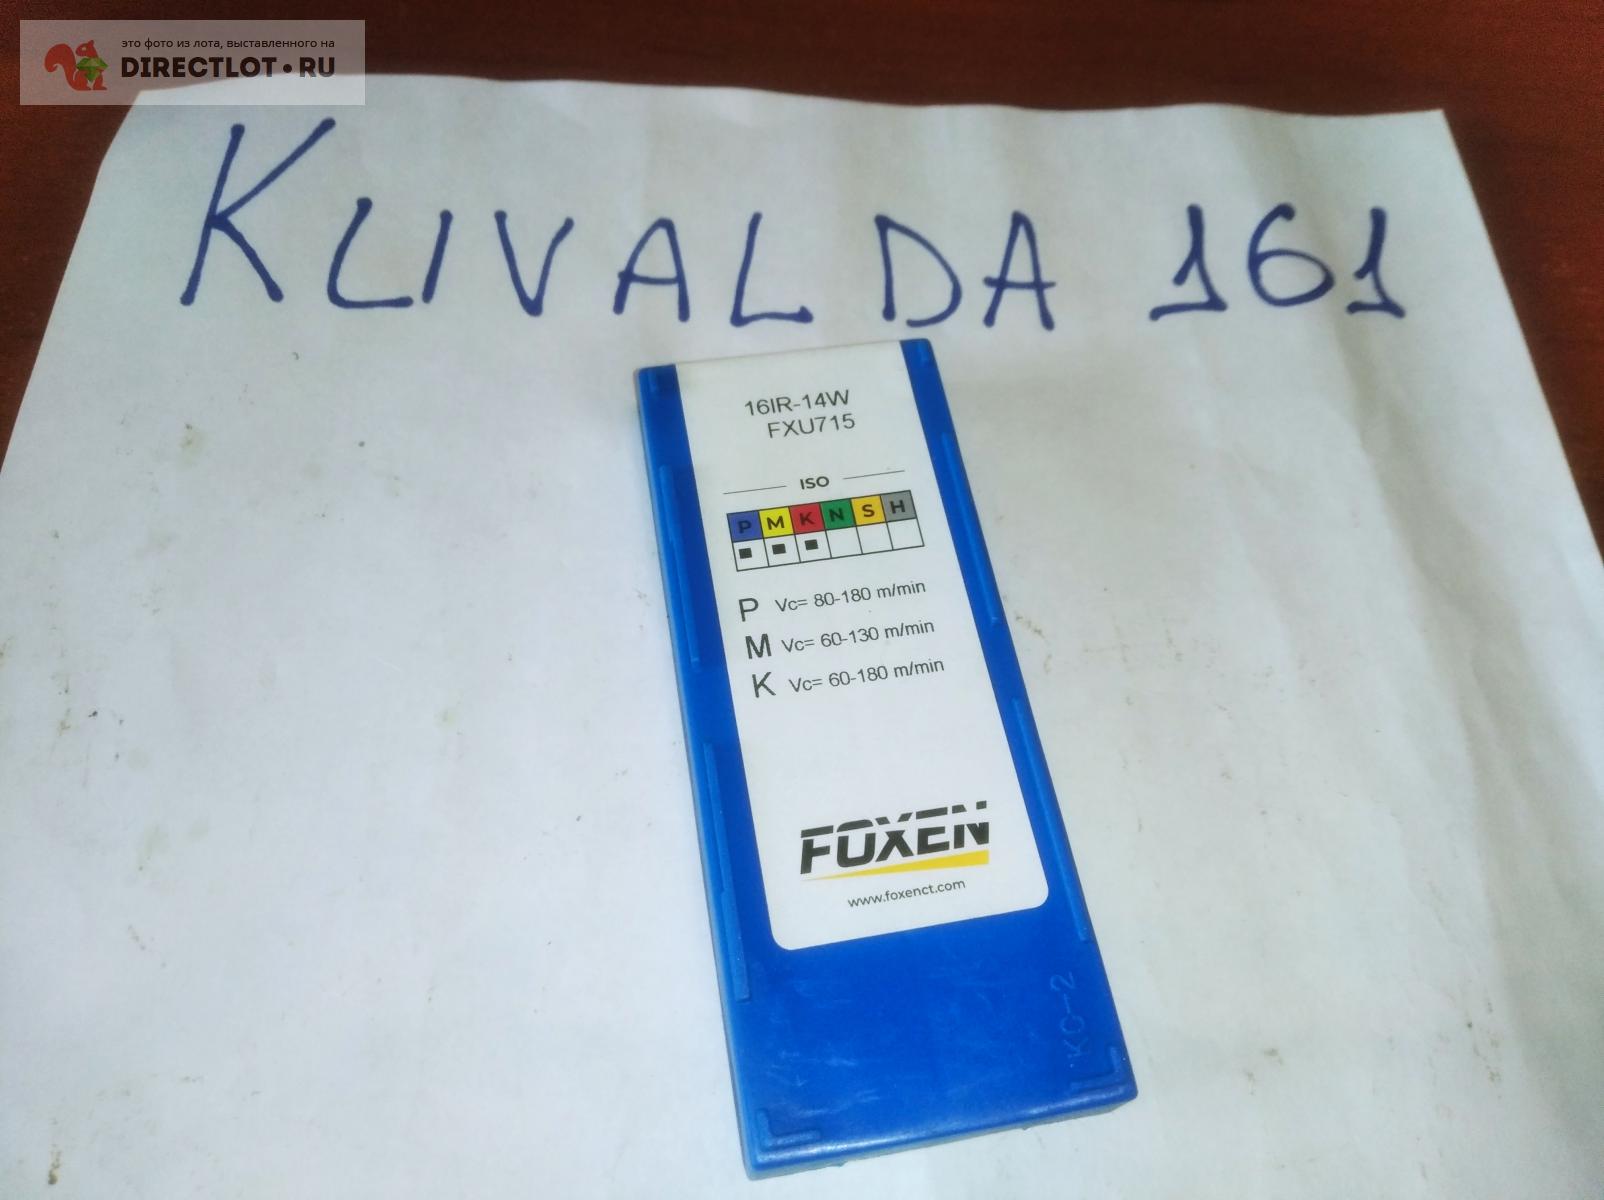 это фото из лота, выставленного на
DIRECTLOT•RU
KLIVALDA 161
16IR-14W
FXU715
ISO
P M K N S H
P Vc= 80-180 m/min
M Vc= 60-130 m/min
K Vc= 60-180 m/min
FOXEN
www.foxenct.com
KC-2